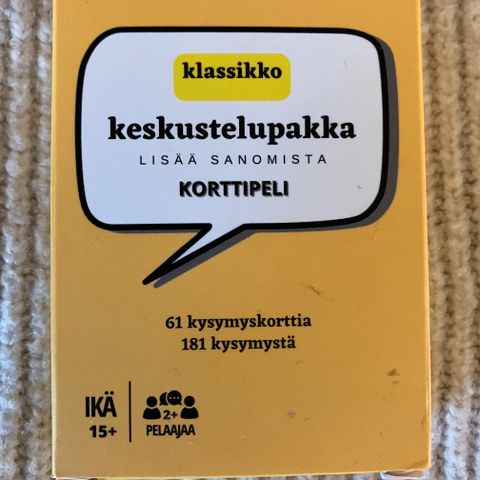 klassikko
keskustelupakka
LISÄÄ SANOMISTA
KORTTIPELI
61 kysymyskorttia
181 kysymystä
IKÄ
15+
2+
PELAAJAA